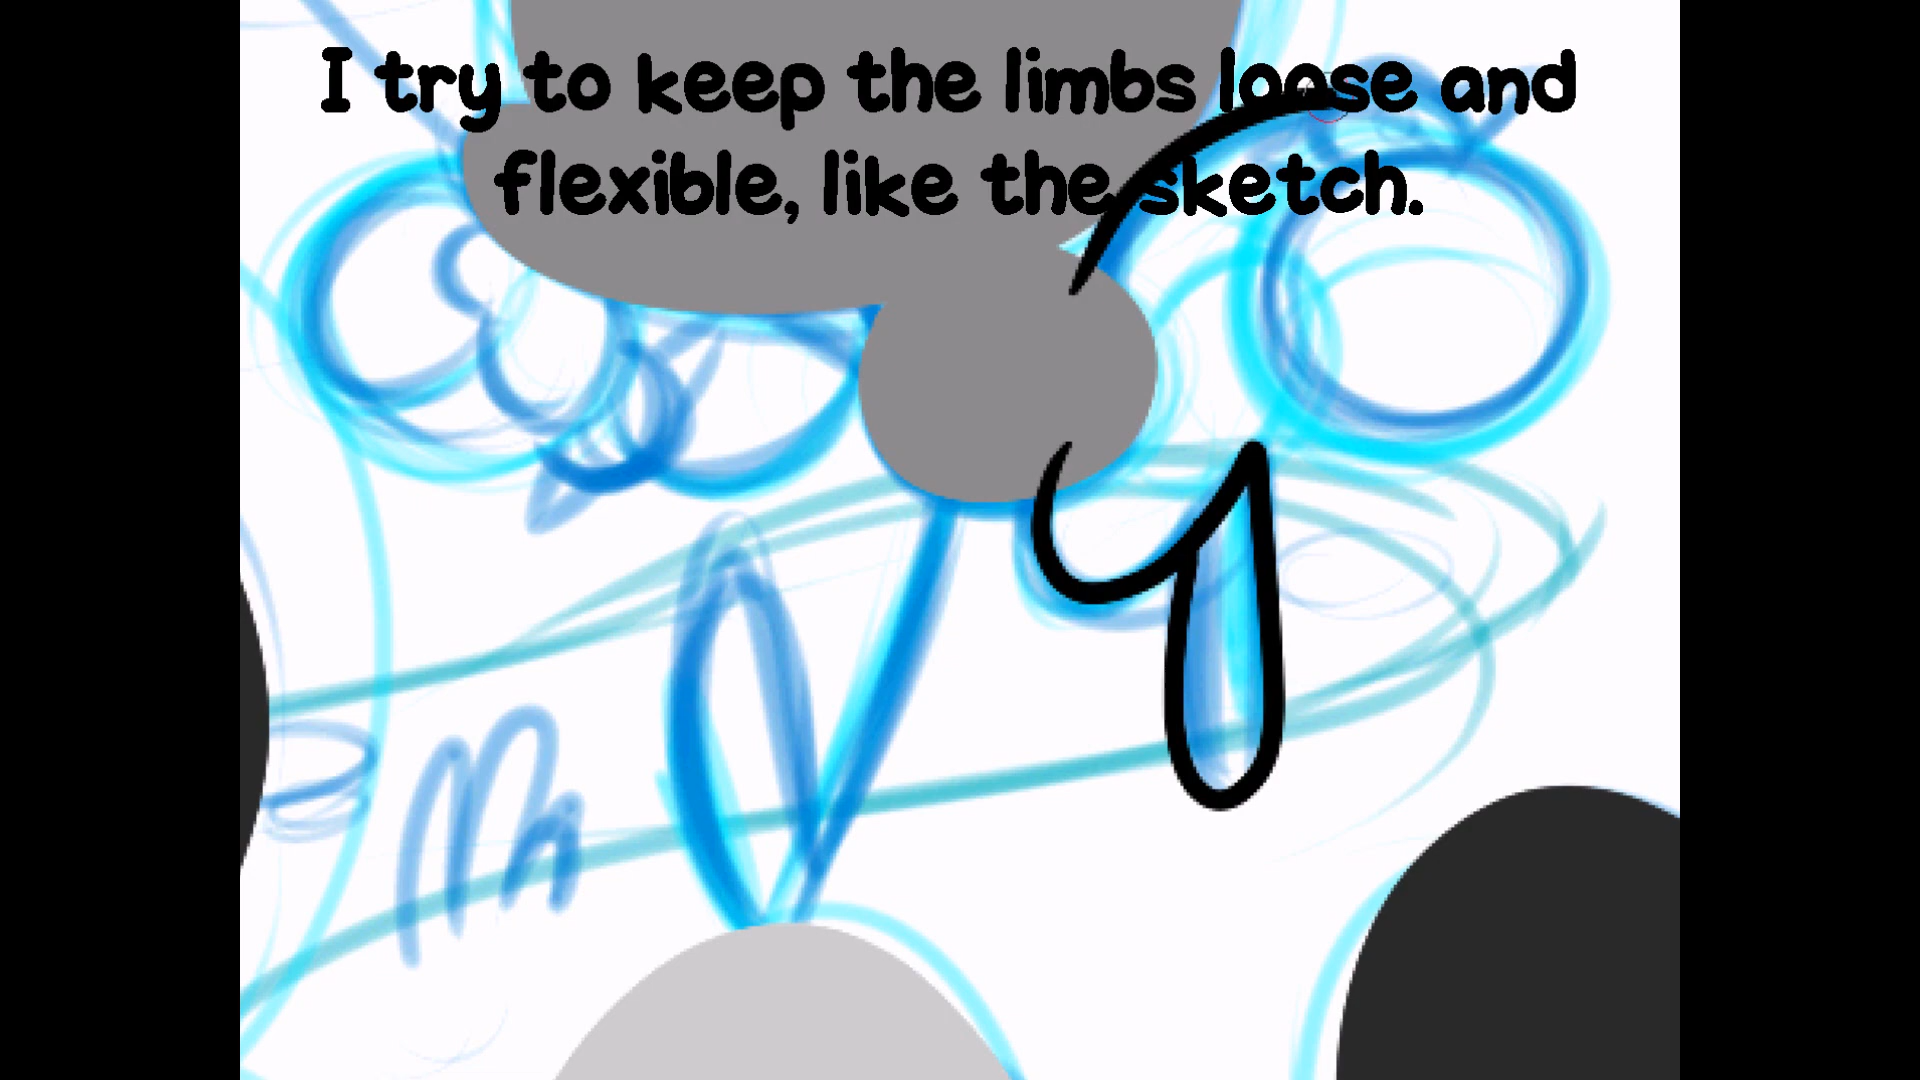 I try to keep the limbs loose and
flexible, like the sketch.